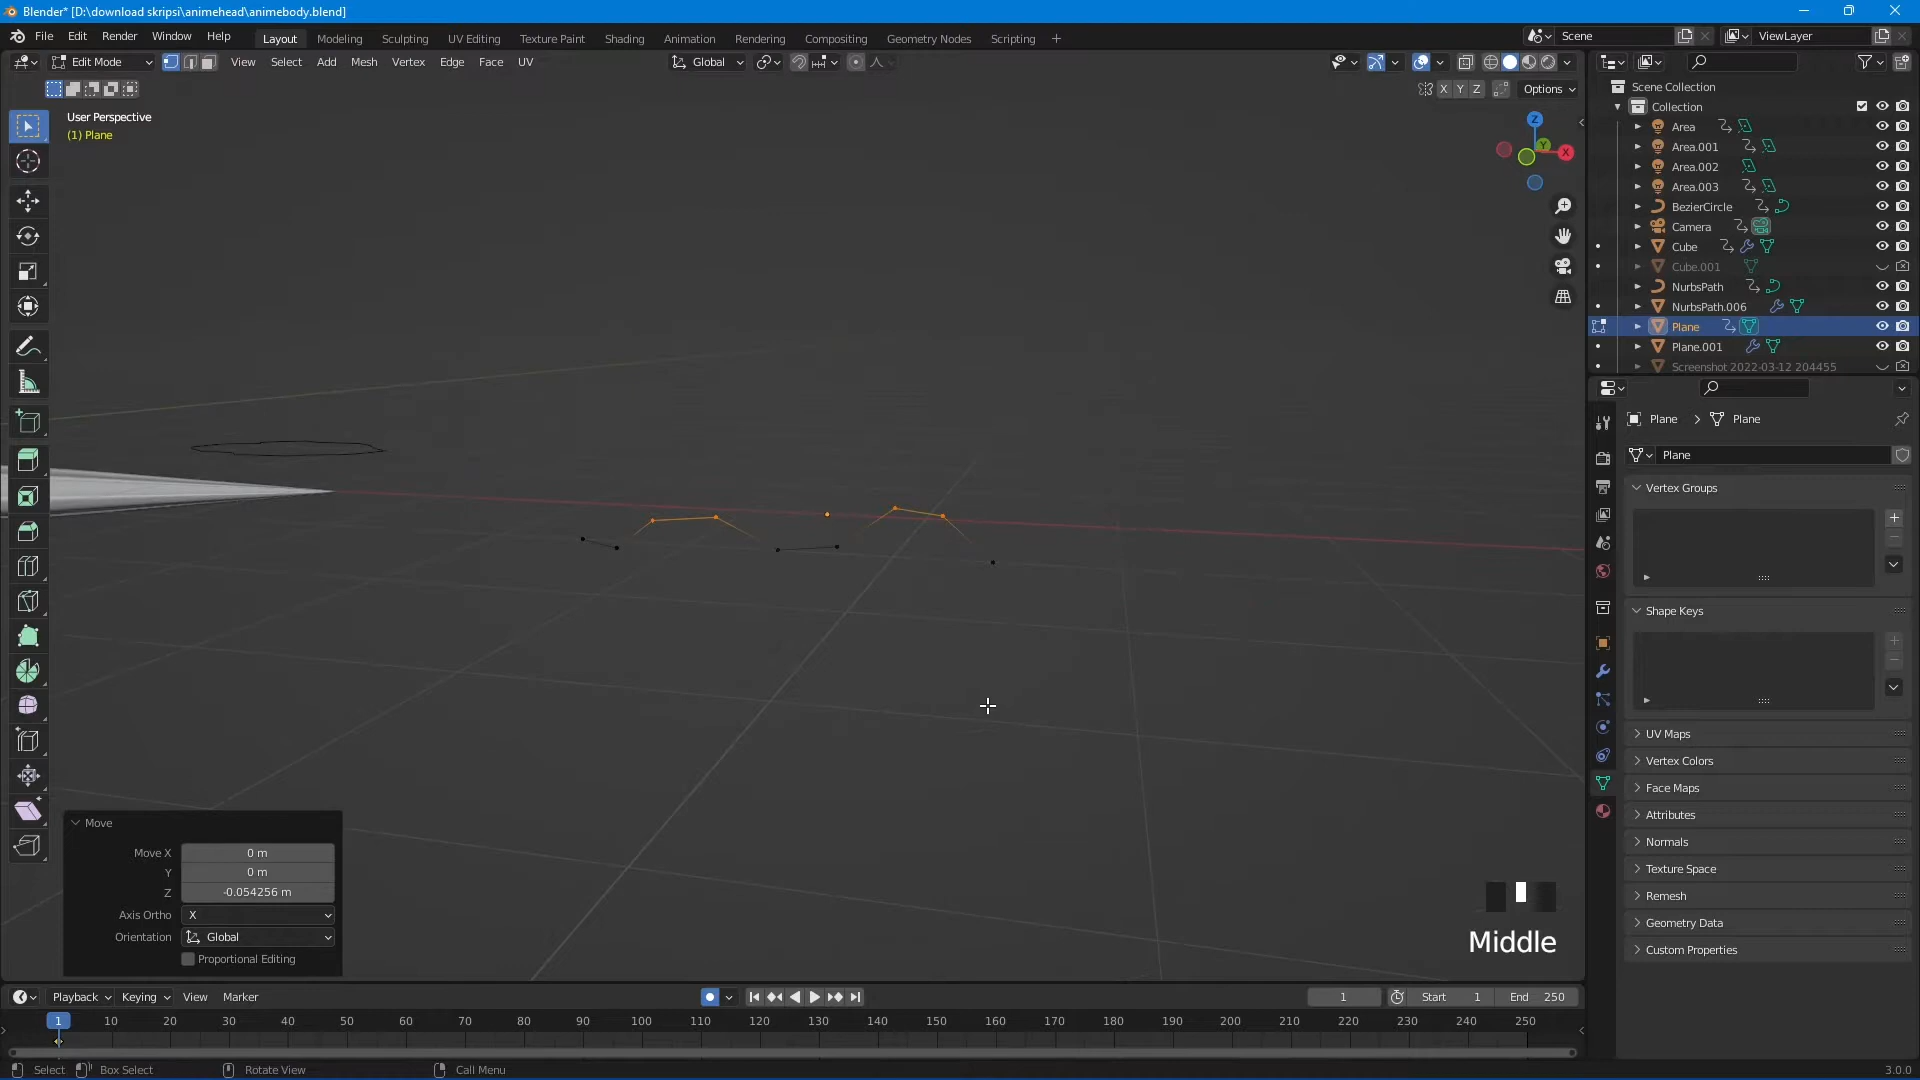 Blender* [D:\download skripsi\animehead\animebody.blend]
File Edit Render Window Help
Layout Modeling Sculpting UV Editing Texture Paint Shading Animation Rendering Compositing Geometry Nodes Scripting +
Scene
ViewLayer
Edit Mode
View Select Add Mesh Vertex Edge Face UV
Global
X Y Z
Options
User Perspective
(1) Plane
Z
Y
X
Scene Collection
Collection
Area
Area.001
Area.002
Area.003
BezierCircle
Camera
Cube
Cube.001
NurbsPath
NurbsPath.006
Plane
Plane.001
Screenshot 2022-03-12 204455
Plane > Plane
Plane
Vertex Groups
Shape Keys
UV Maps
Vertex Colors
Face Maps
Attributes
Normals
Texture Space
Remesh
Geometry Data
Custom Properties
Move
Move X 0 m
Y 0 m
Z -0.054256 m
Axis Ortho X
Orientation Global
Proportional Editing
Middle
Playback Keying View Marker
1
Start 1
End 250
1 10 20 30 40 50 60 70 80 90 100 110 120 130 140 150 160 170 180 190 200 210 220 230 240 250
Select
Box Select
Rotate View
Call Menu
3.0.0